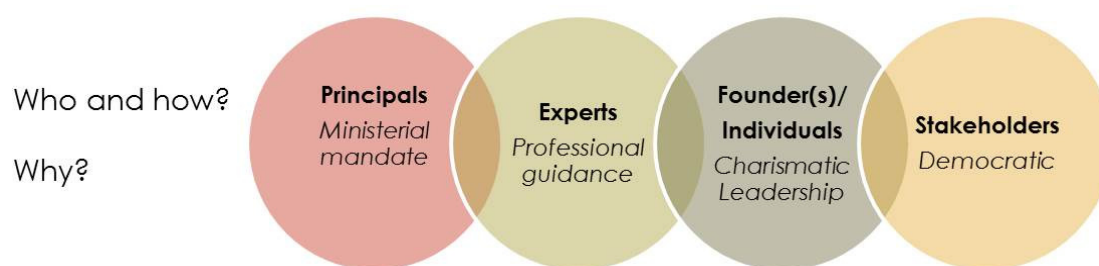 Who and how?
Why?
Principals
Ministerial
mandate
Experts
Professional
guidance
Founder(s)/
Individuals
Charismatic
Leadership
Stakeholders
Democratic